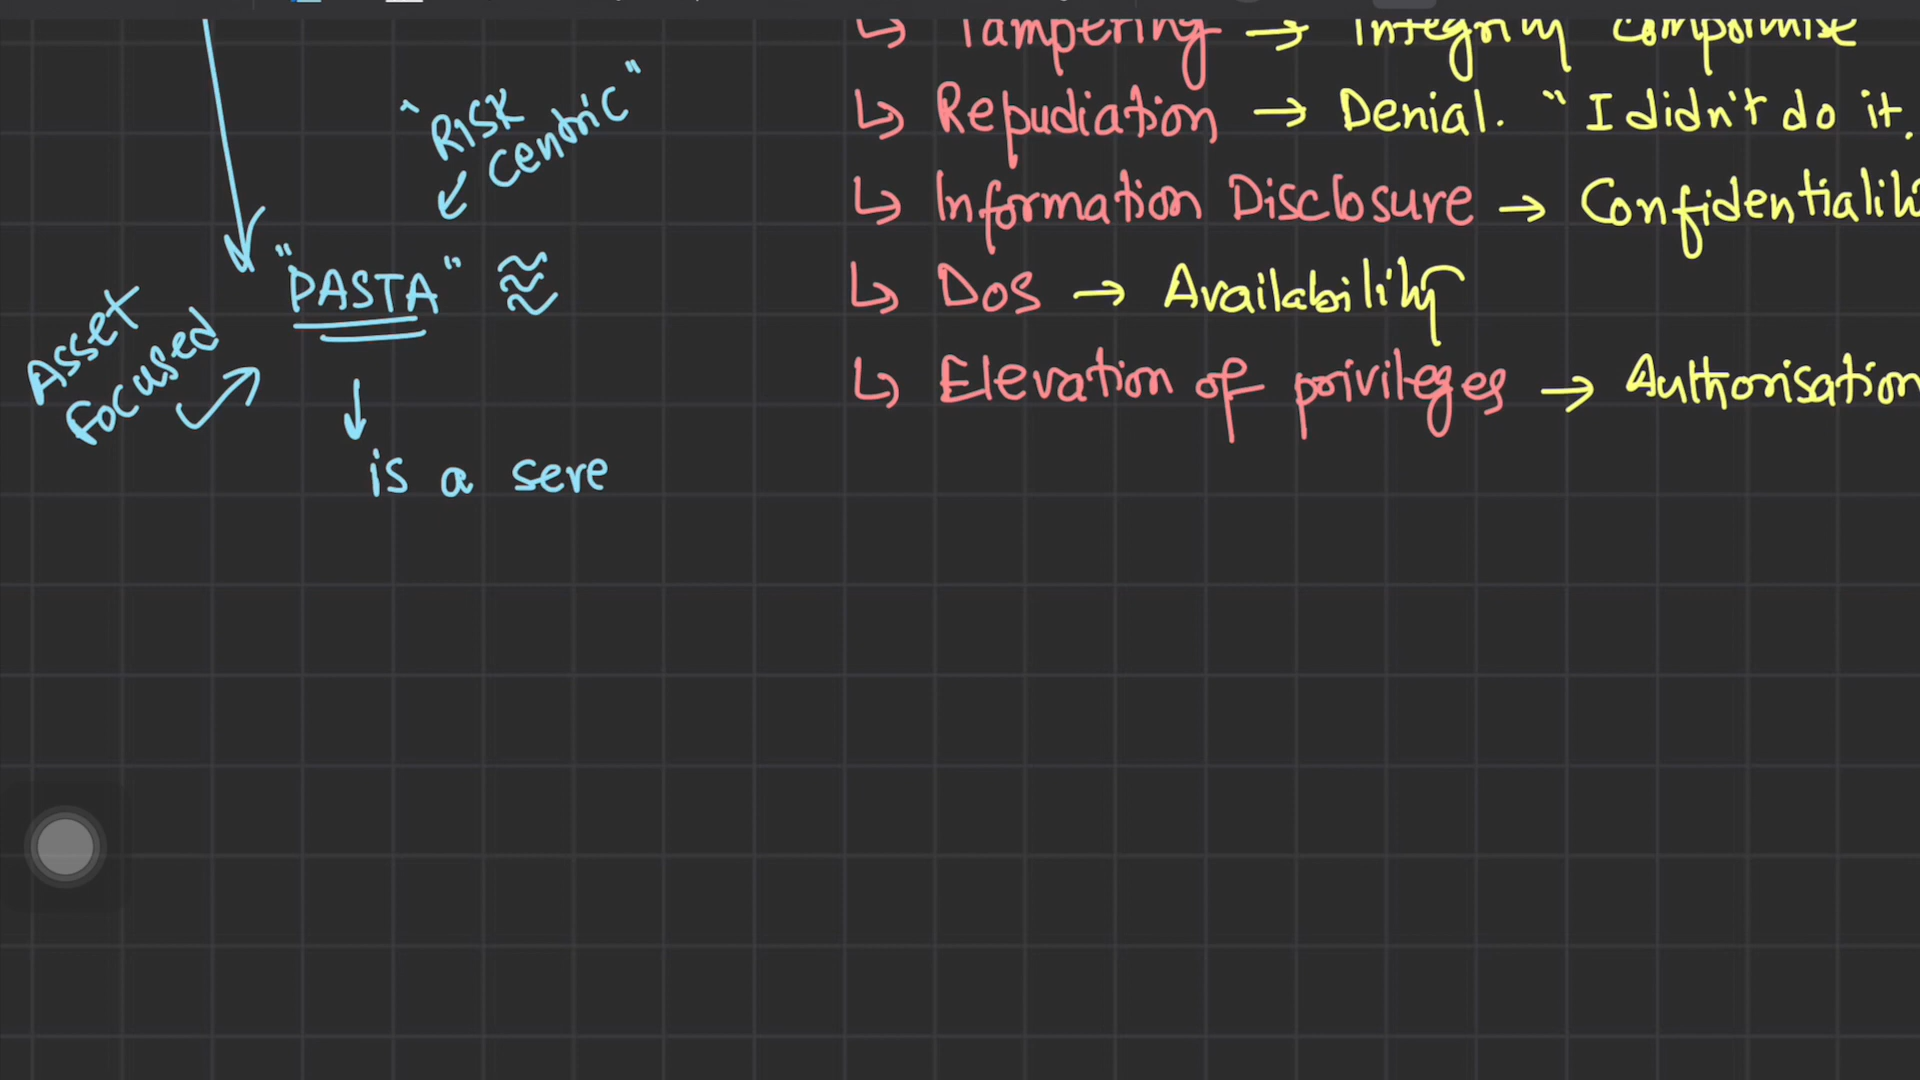 "RISK
Centric"
"PASTA"
Asset
Focused
is a sere
Tampering → Integrity compormise
↳ Repudiation → Denial. "I didn't do it.
↳ Information Disclosure → Confidentiali
↳ DoS → Availability
↳ Elevation of privileges → Authorisation